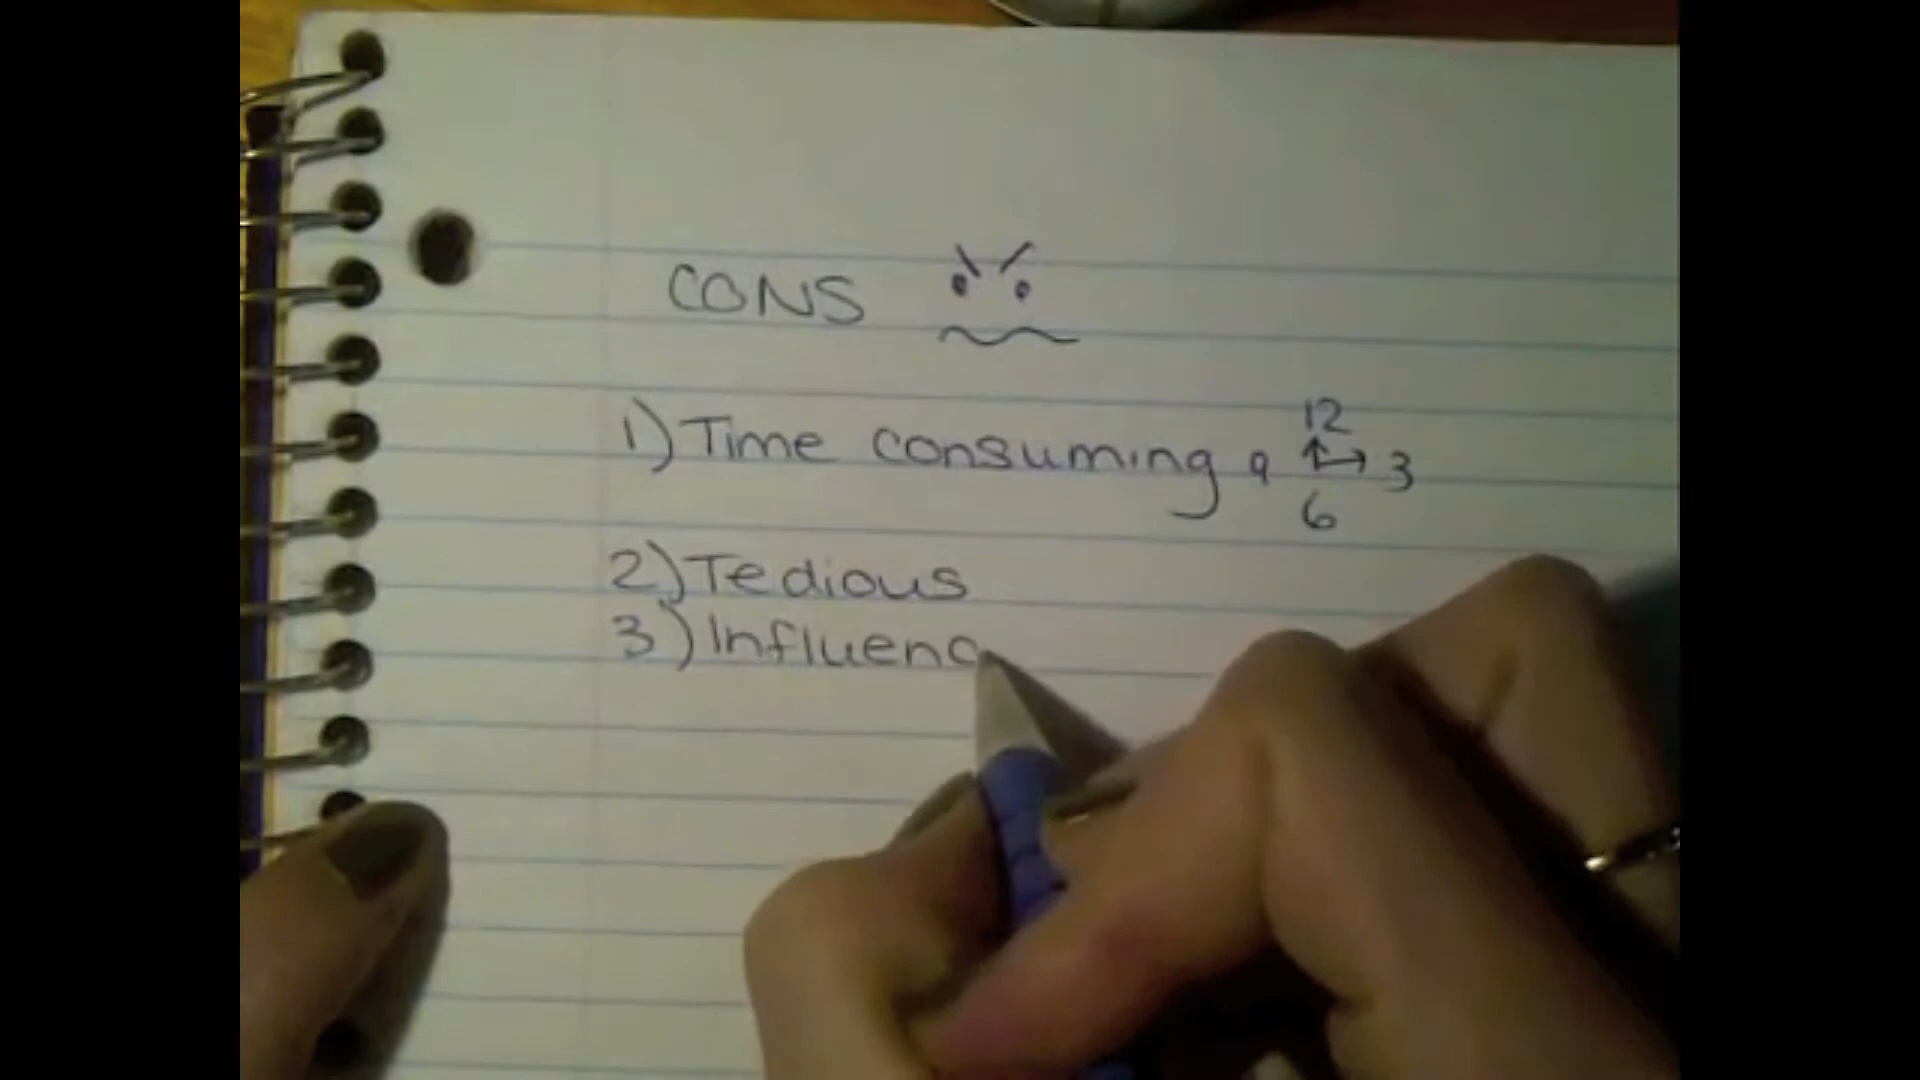 CONS
12
1) Time consuming 9 3
6
2) Tedious
3) Influenc